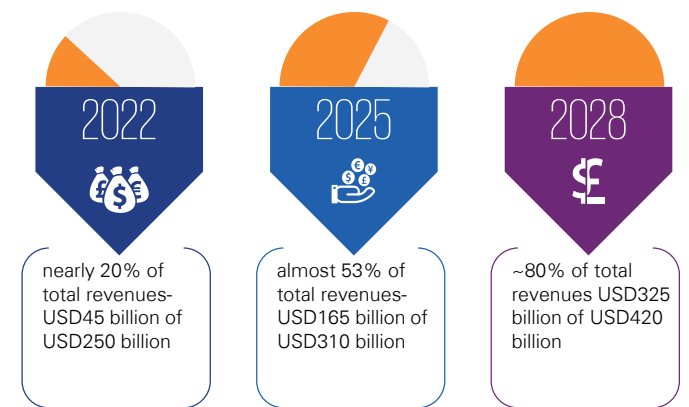 2022
2025
2028
£
$
€
€
¥
$
£
$£
nearly 20% of
total revenues-
USD45 billion of
USD250 billion
almost 53% of
total revenues-
USD165 billion of
USD310 billion
~80% of total
revenues USD325
billion of USD420
billion